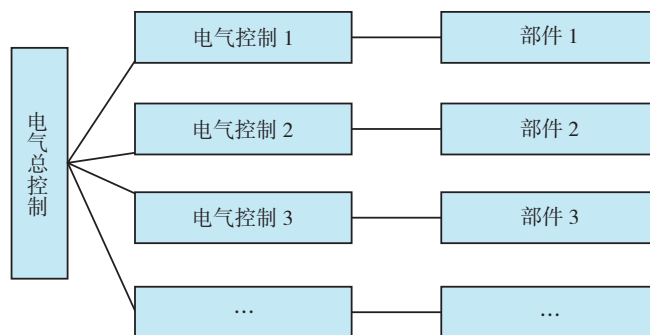 电气总控制
电气控制 1
部件 1
电气控制 2
部件 2
电气控制 3
部件 3
…
…